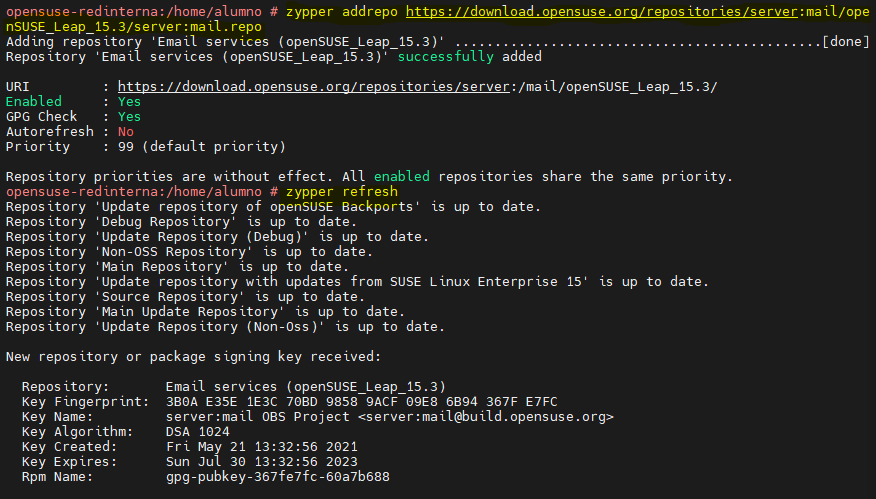 opensuse-redinterna:/home/alumno # zypper addrepo https://download.opensuse.org/repositories/server:mail/ope
nSUSE_Leap_15.3/server:mail.repo
Adding repository 'Email services (openSUSE_Leap_15.3)' ...............................................[done]
Repository 'Email services (openSUSE_Leap_15.3)' successfully added
URI         : https://download.opensuse.org/repositories/server:/mail/openSUSE_Leap_15.3/
Enabled     : Yes
GPG Check   : Yes
Autorefresh : No
Priority    : 99 (default priority)
Repository priorities are without effect. All enabled repositories share the same priority.
opensuse-redinterna:/home/alumno # zypper refresh
Repository 'Update repository of openSUSE Backports' is up to date.
Repository 'Debug Repository' is up to date.
Repository 'Update Repository (Debug)' is up to date.
Repository 'Non-OSS Repository' is up to date.
Repository 'Main Repository' is up to date.
Repository 'Update repository with updates from SUSE Linux Enterprise 15' is up to date.
Repository 'Source Repository' is up to date.
Repository 'Main Update Repository' is up to date.
Repository 'Update Repository (Non-Oss)' is up to date.
New repository or package signing key received:
  Repository:       Email services (openSUSE_Leap_15.3)
  Key Fingerprint:  3B0A E35E 1E3C 70BD 9858 9ACF 09E8 6B94 367F E7FC
  Key Name:         server:mail OBS Project <server:mail@build.opensuse.org>
  Key Algorithm:    DSA 1024
  Key Created:      Fri May 21 13:32:56 2021
  Key Expires:      Sun Jul 30 13:32:56 2023
  Rpm Name:         gpg-pubkey-367fe7fc-60a7b688